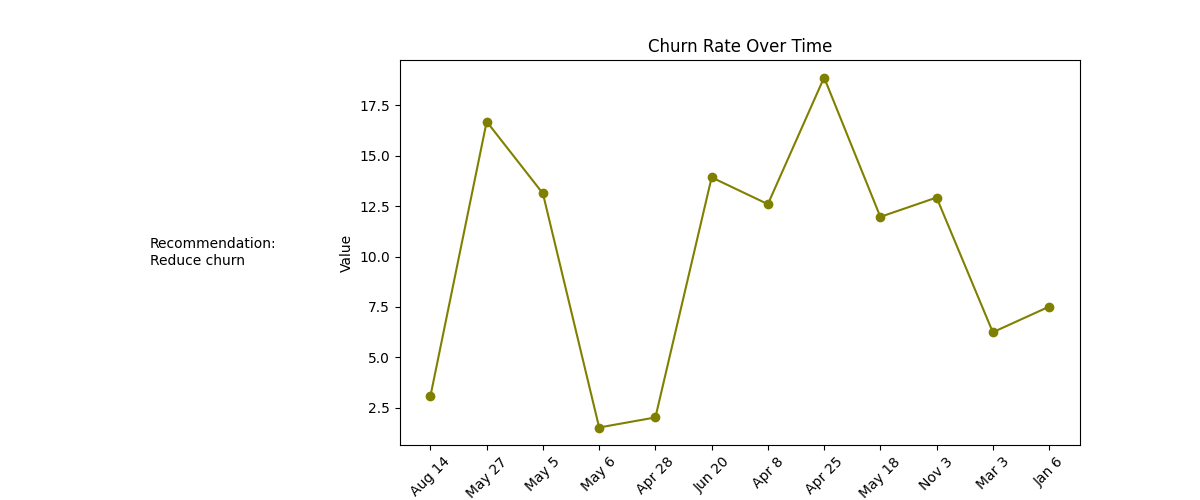 Churn Rate Over Time
Recommendation:
Reduce churn
Value
17.5
15.0
12.5
10.0
7.5
5.0
2.5
Aug 14
May 27
May 5
May 6
Apr 28
Jun 20
Apr 8
Apr 25
May 18
Nov 3
Mar 3
Jan 6